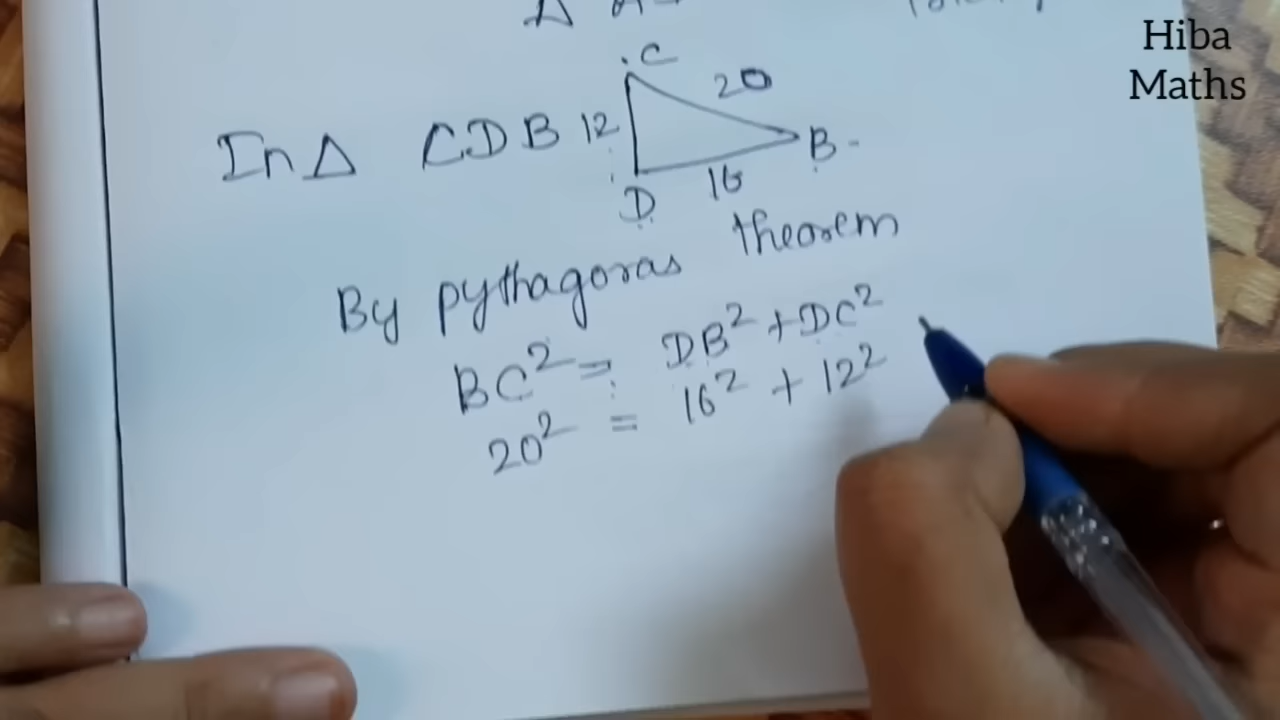 Hiba
Maths
C
20
In Δ CDB 12
B
16
D
By pythagoras theorem
BC² = DB² + DC²
20² = 16² + 12²